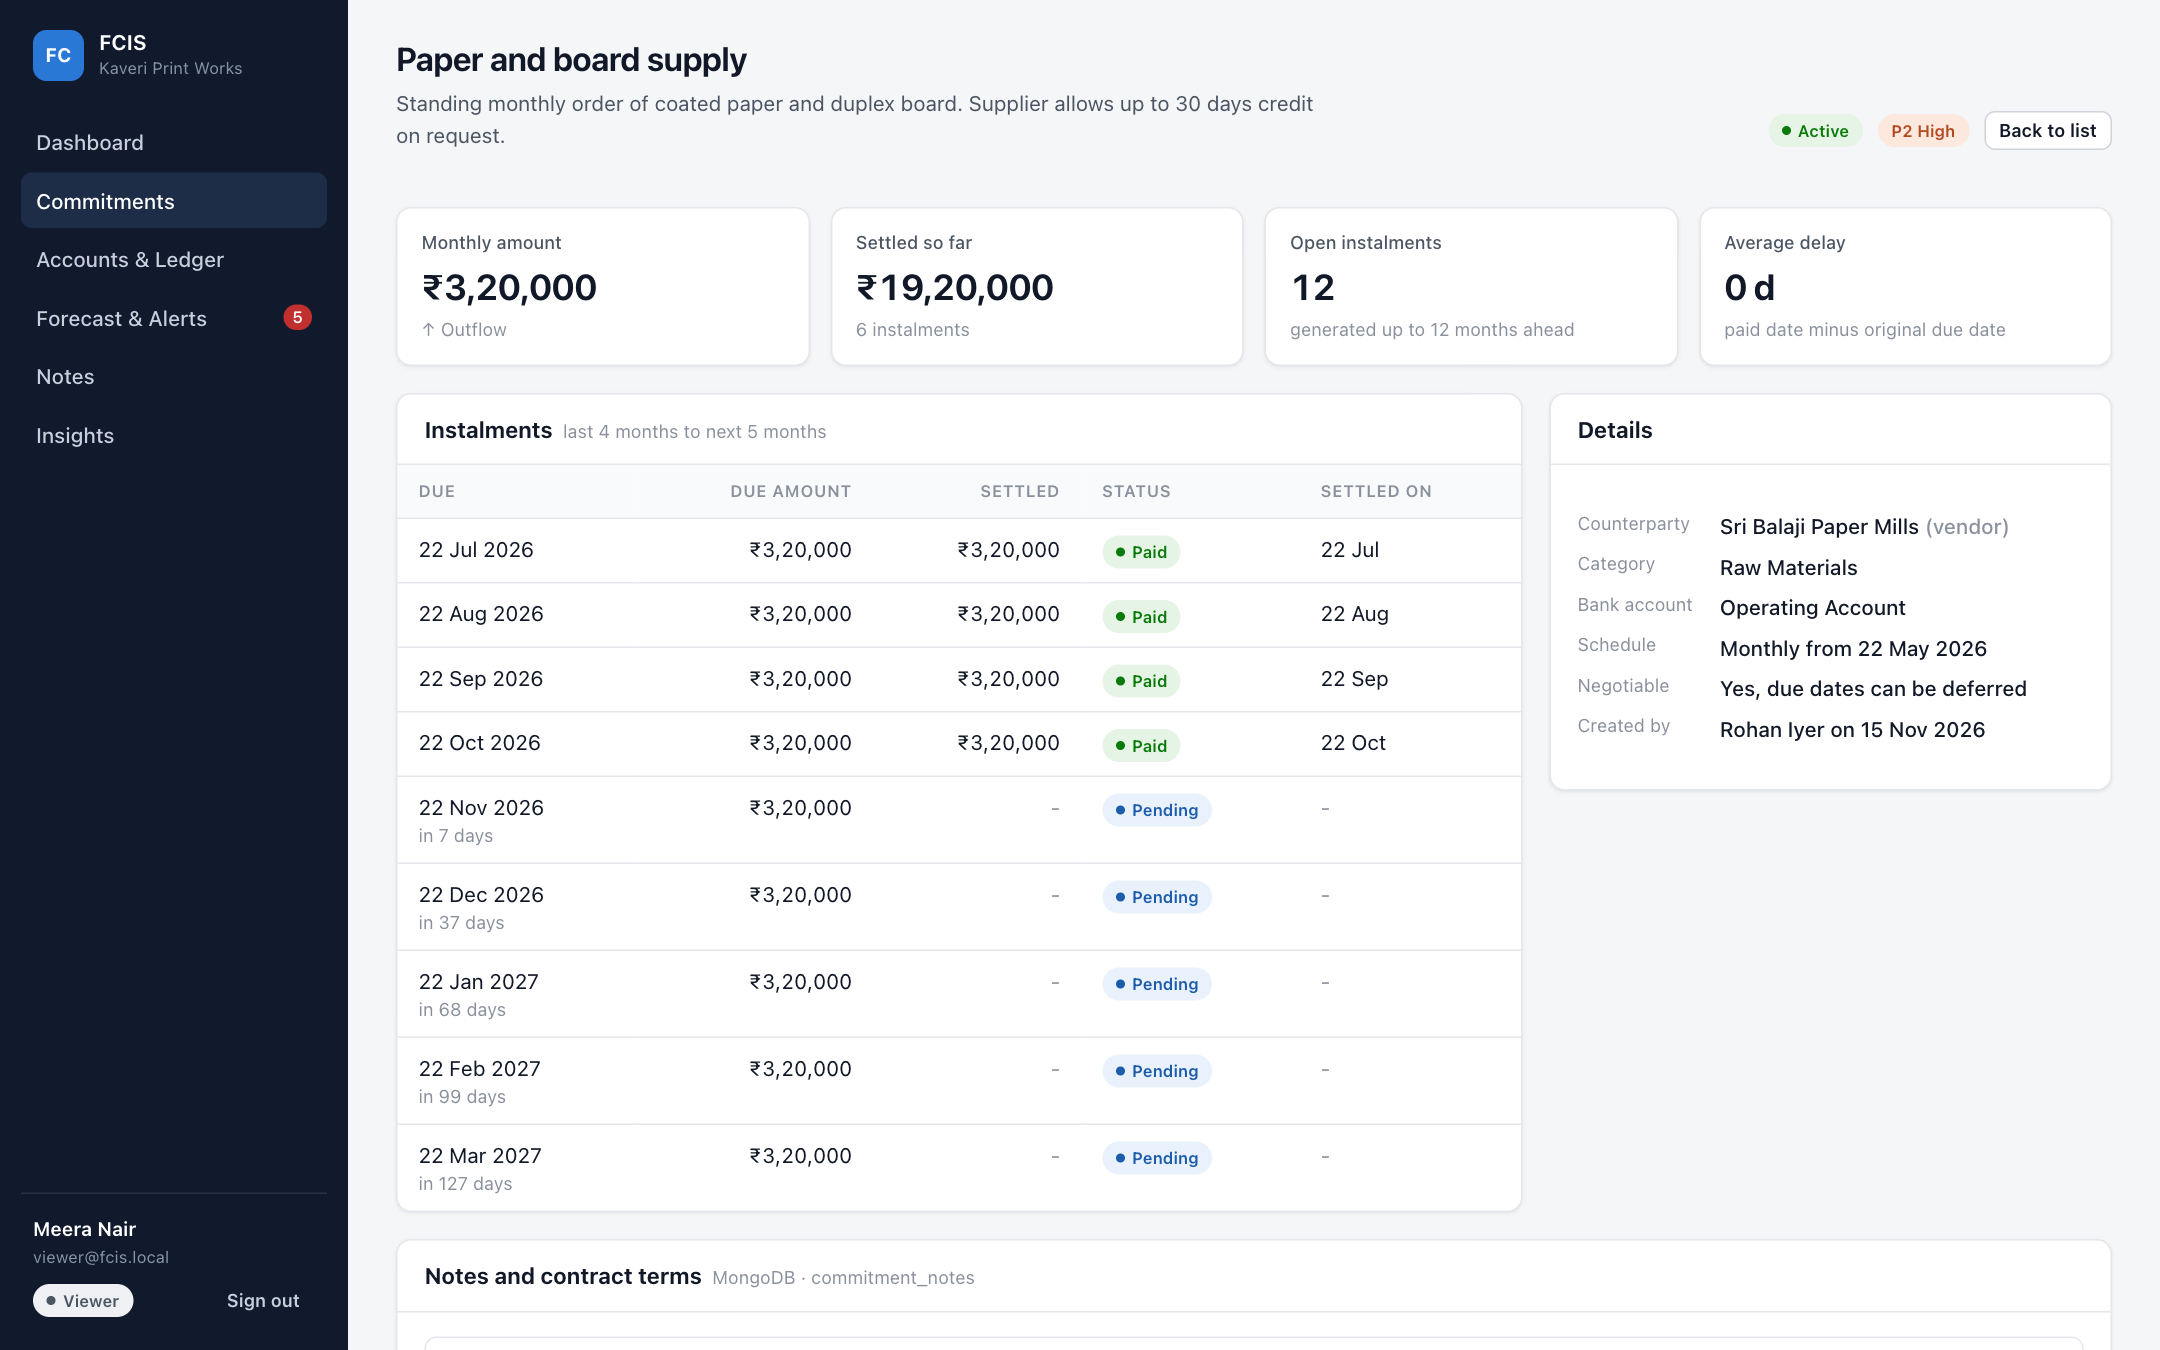 FC
FCIS
Kaveri Print Works
Dashboard
Commitments
Accounts & Ledger
Forecast & Alerts 5
Notes
Insights
Meera Nair
viewer@fcis.local
Viewer
Sign out
Paper and board supply
Standing monthly order of coated paper and duplex board. Supplier allows up to 30 days credit
on request.
Active P2 High Back to list
Monthly amount
₹3,20,000
↑ Outflow
Settled so far
₹19,20,000
6 instalments
Open instalments
12
generated up to 12 months ahead
Average delay
0 d
paid date minus original due date
Instalments last 4 months to next 5 months
DUE DUE AMOUNT SETTLED STATUS SETTLED ON
22 Jul 2026 ₹3,20,000 ₹3,20,000 Paid 22 Jul
22 Aug 2026 ₹3,20,000 ₹3,20,000 Paid 22 Aug
22 Sep 2026 ₹3,20,000 ₹3,20,000 Paid 22 Sep
22 Oct 2026 ₹3,20,000 ₹3,20,000 Paid 22 Oct
22 Nov 2026 ₹3,20,000 - Pending -
in 7 days
22 Dec 2026 ₹3,20,000 - Pending -
in 37 days
22 Jan 2027 ₹3,20,000 - Pending -
in 68 days
22 Feb 2027 ₹3,20,000 - Pending -
in 99 days
22 Mar 2027 ₹3,20,000 - Pending -
in 127 days
Details
Counterparty Sri Balaji Paper Mills (vendor)
Category Raw Materials
Bank account Operating Account
Schedule Monthly from 22 May 2026
Negotiable Yes, due dates can be deferred
Created by Rohan Iyer on 15 Nov 2026
Notes and contract terms MongoDB · commitment_notes